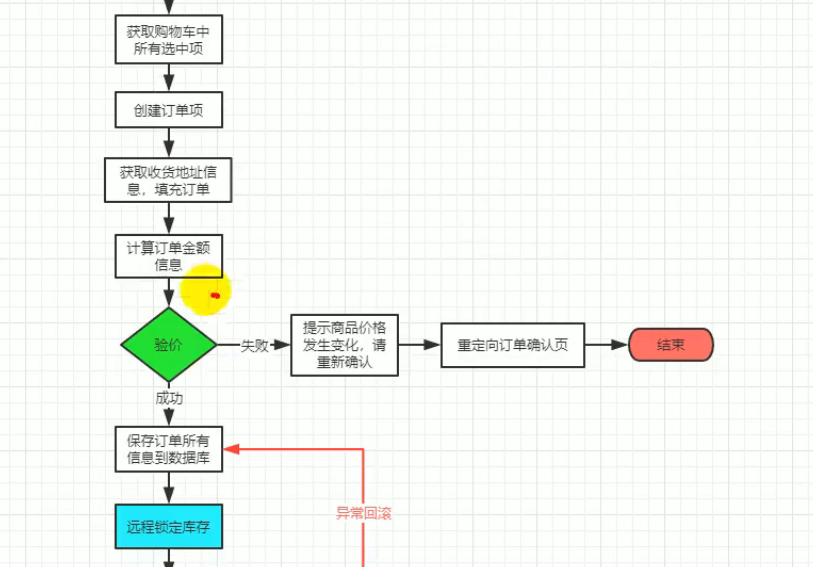 获取购物车中
所有选中项
创建订单项
获取收货地址信
息，填充订单
计算订单金额
信息
验价
失败
提示商品价格
发生变化，请
重新确认
重定向订单确认页
结束
成功
保存订单所有
信息到数据库
异常回滚
远程锁定库存